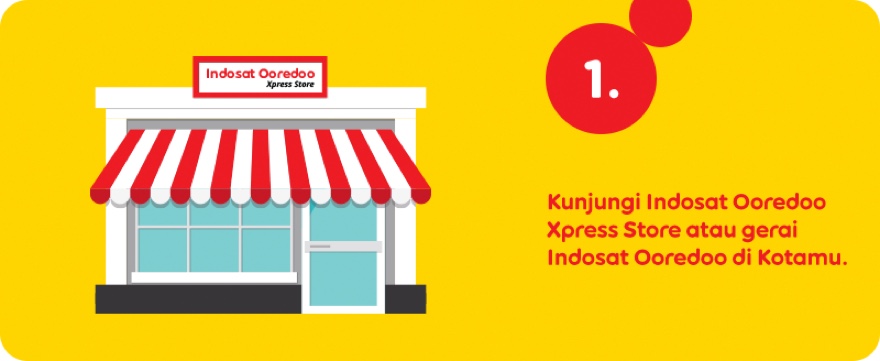 Indosat Ooredoo
Xpress Store
1.
Kunjungi Indosat Ooredoo
Xpress Store atau gerai
Indosat Ooredoo di Kotamu.